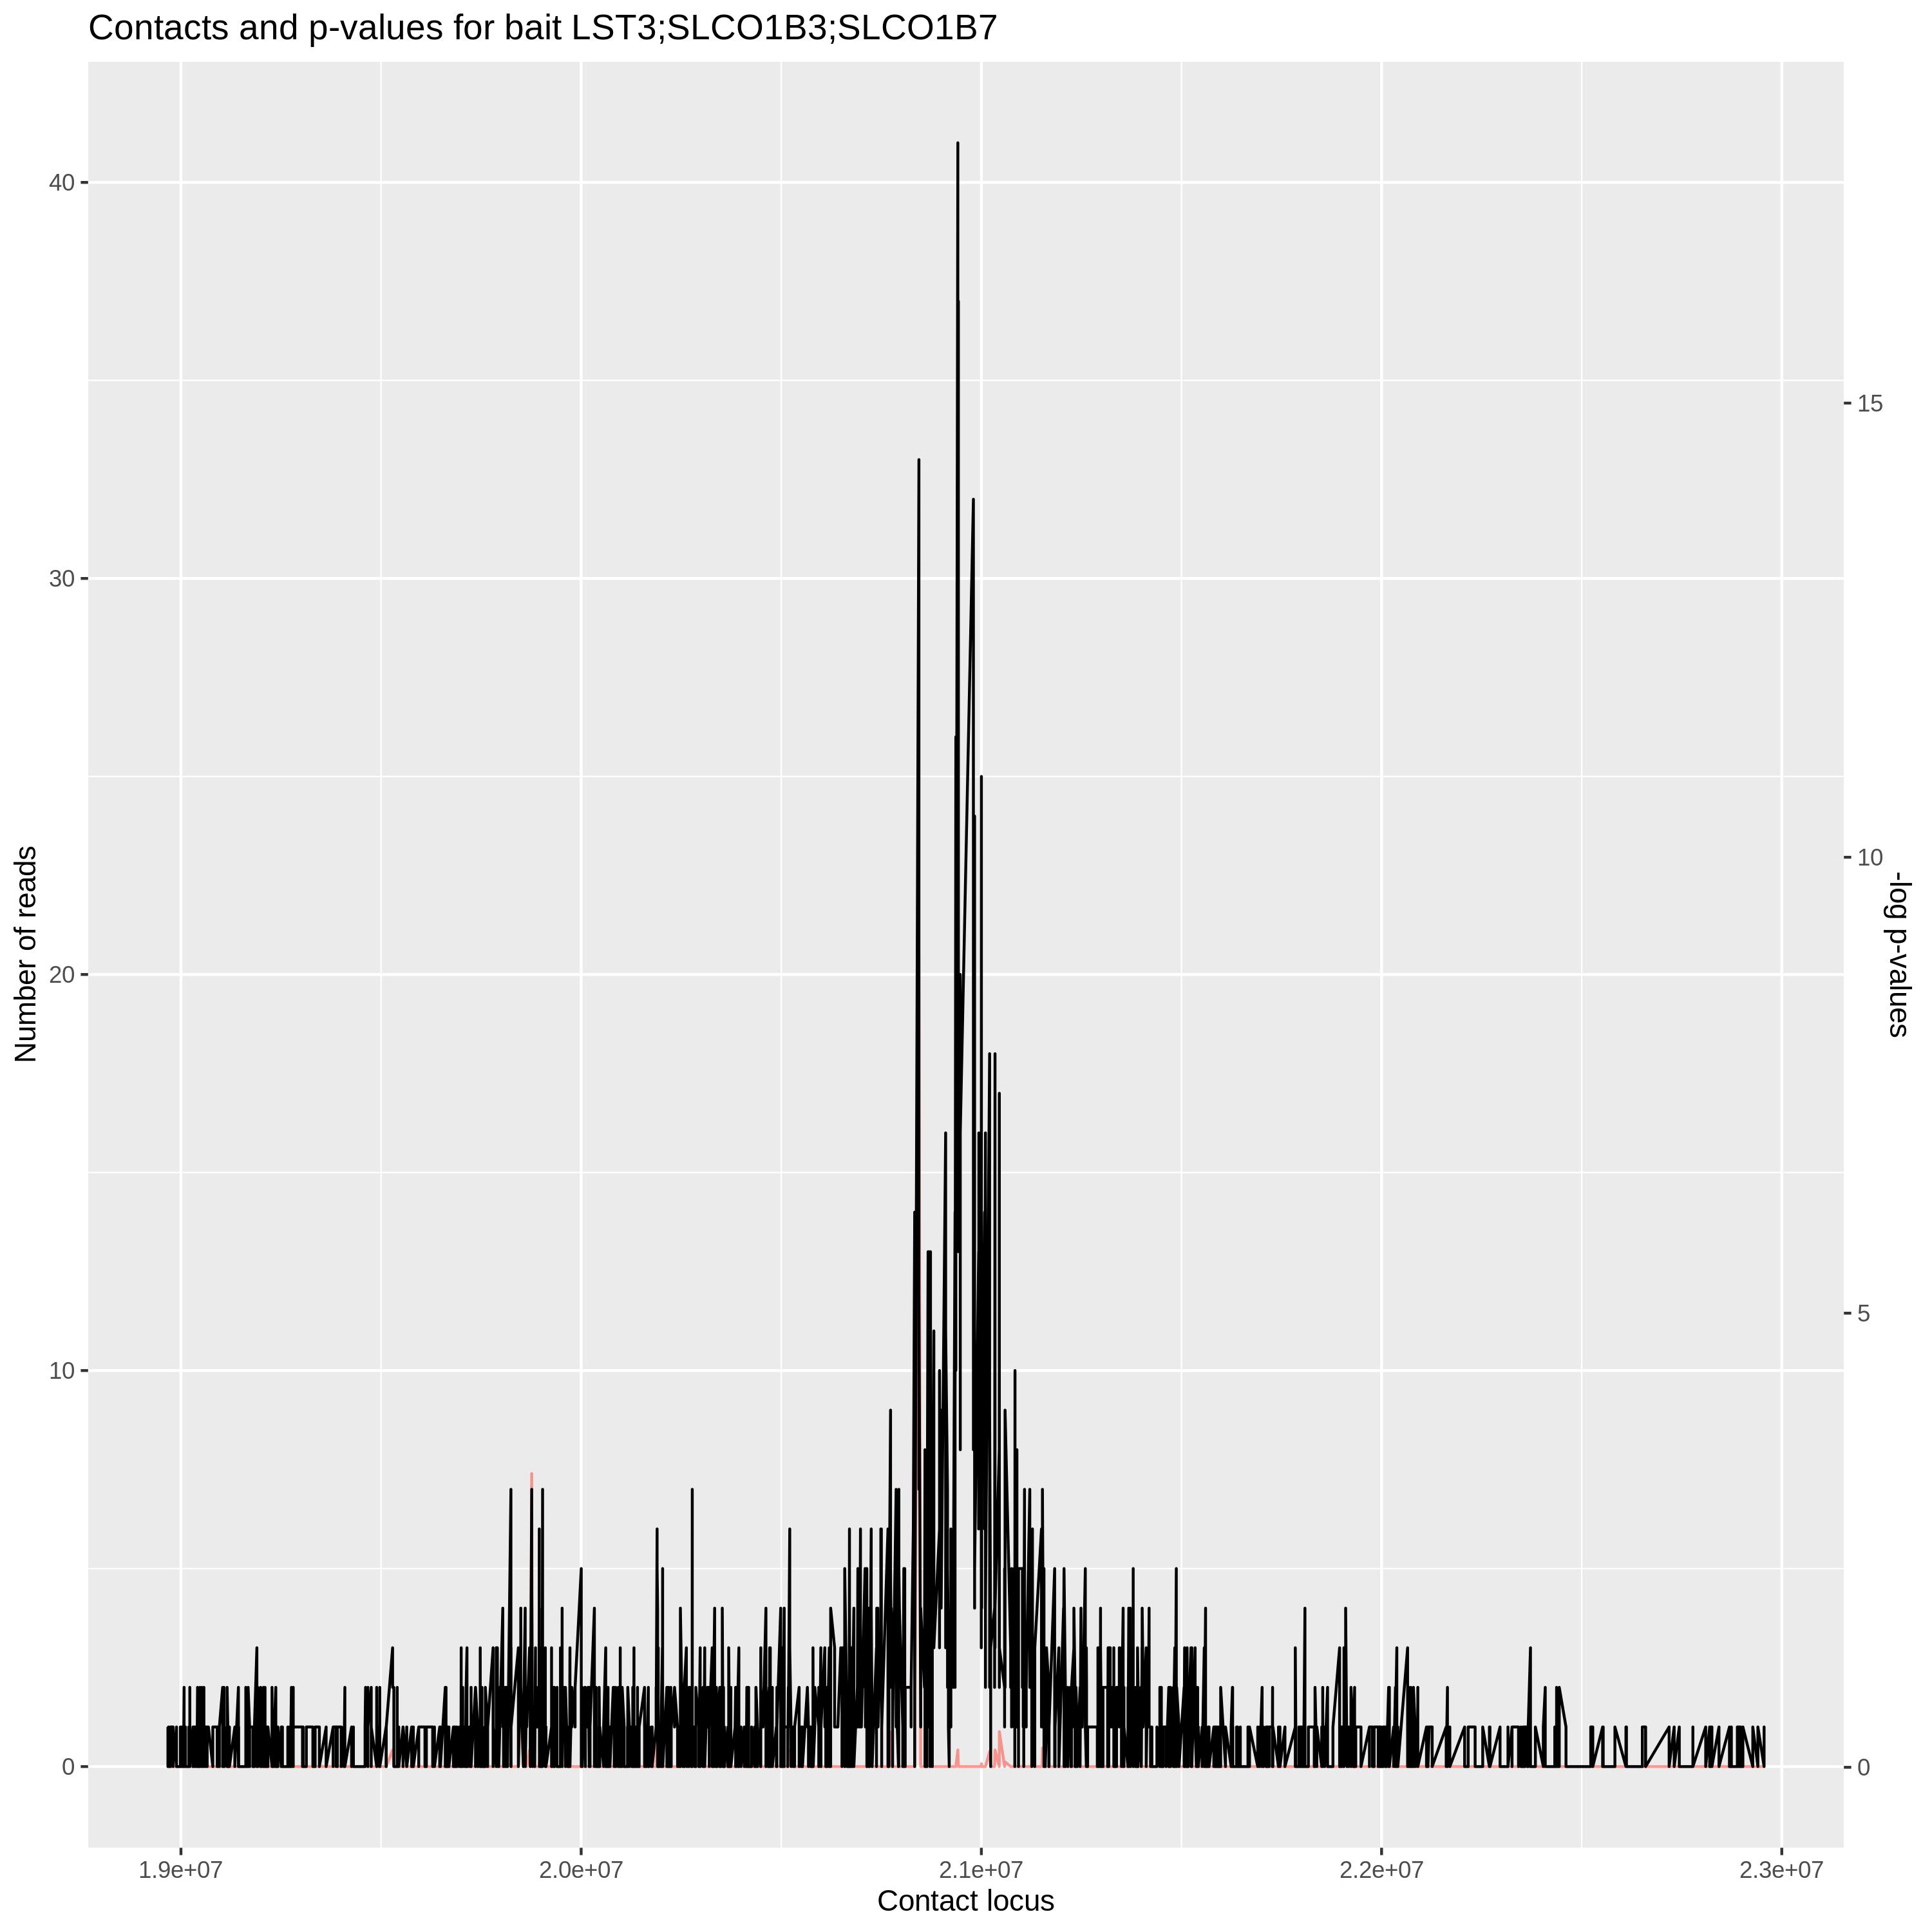 Contacts and p-values for bait LST3;SLCO1B3;SLCO1B7
40
30
20
10
0
Number of reads
15
10
5
0
-log p-values
1.9e+07 2.0e+07 2.1e+07 2.2e+07 2.3e+07
Contact locus